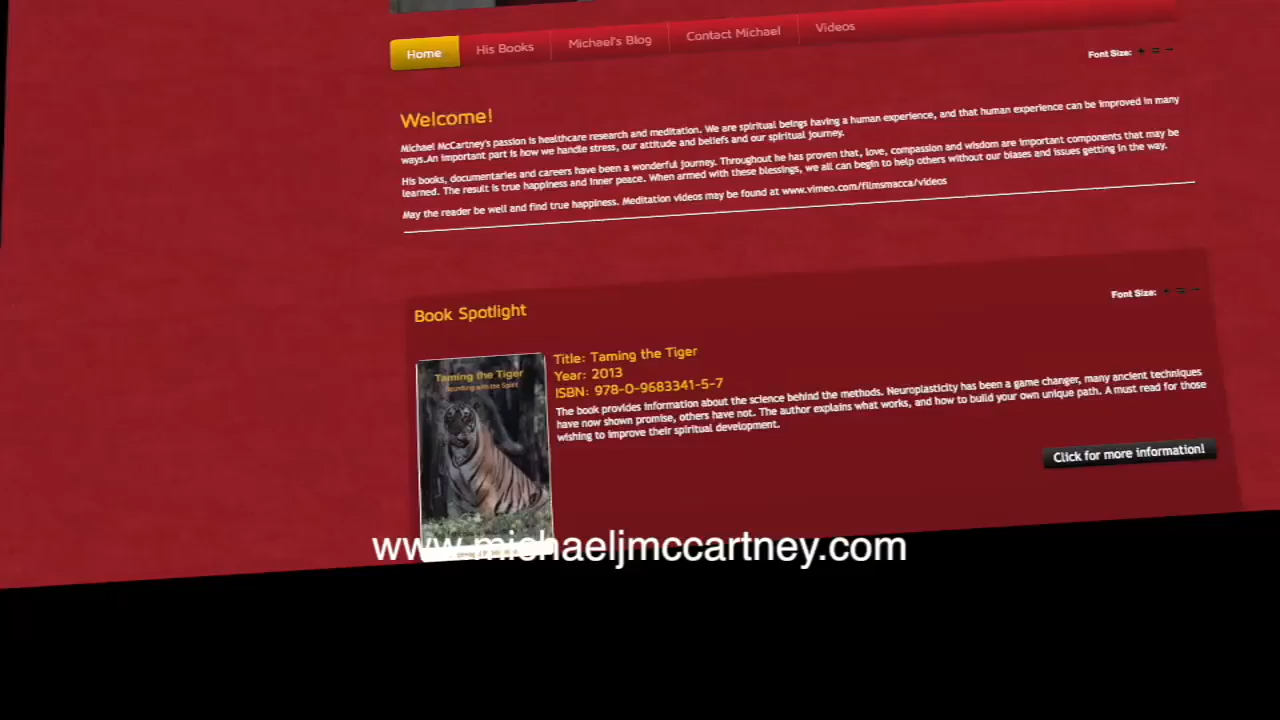 Home His Books Michael's Blog Contact Michael Videos
Font Size: + = -
Welcome!
Michael McCartney's passion is healthcare research and meditation. We are spiritual beings having a human experience, and that human experience can be improved in many
ways.An important part is how we handle stress, our attitude and beliefs and our spiritual journey.
His books, documentaries and careers have been a wonderful journey. Throughout he has proven that, love, compassion and wisdom are important components that may be
learned. The result is true happiness and inner peace. When armed with these blessings, we all can begin to help others without our biases and issues getting in the way.
May the reader be well and find true happiness. Meditation videos may be found at www.vimeo.com/filmsmacca/videos
Book Spotlight
Font Size: + = -
Taming the Tiger
with the Spirit
Title: Taming the Tiger
Year: 2013
ISBN: 978-0-9683341-5-7
The book provides information about the science behind the methods. Neuroplasticity has been a game changer, many ancient techniques
have now shown promise, others have not. The author explains what works, and how to build your own unique path. A must read for those
wishing to improve their spiritual development.
Click for more information!
www.michaeljmccartney.com